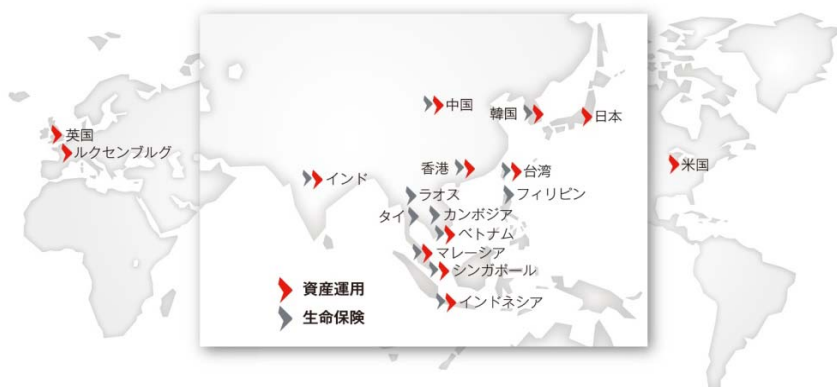 英国
ルクセンブルグ
中国
韓国
日本
インド
香港
台湾
ラオス
フィリピン
タイ
カンボジア
ベトナム
マレーシア
シンガポール
インドネシア
米国
資産運用
生命保険